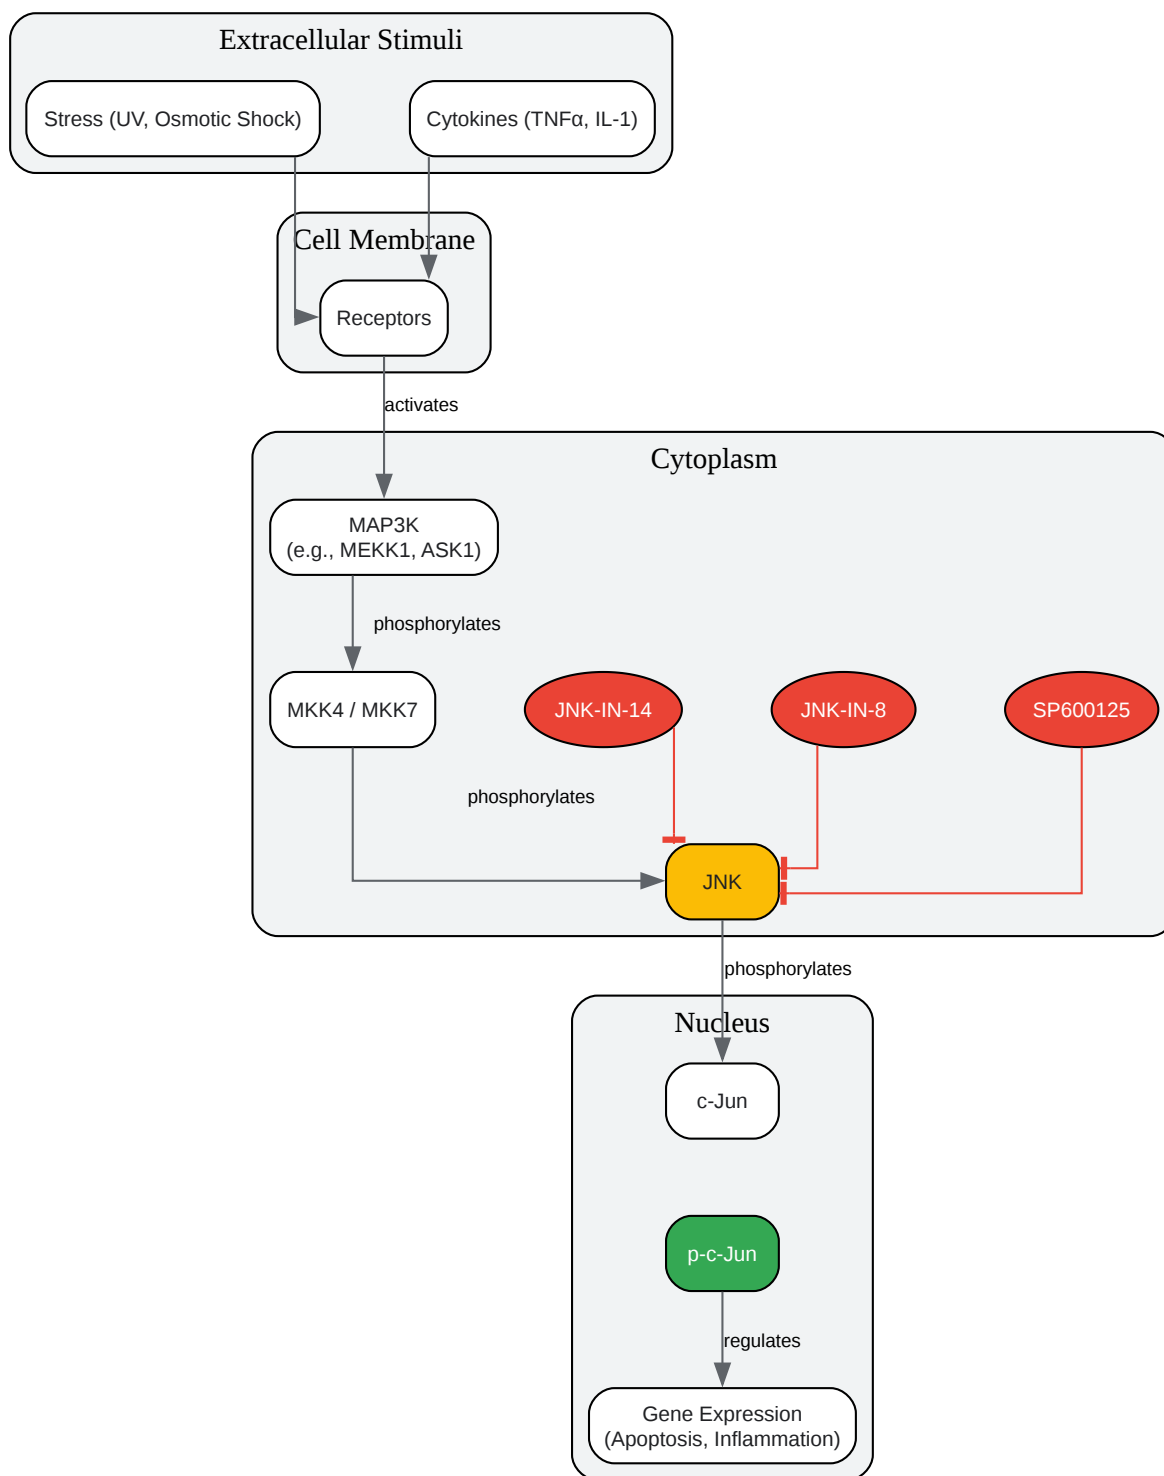 Extracellular Stimuli
Stress (UV, Osmotic Shock)
Cytokines (TNFα, IL-1)
Cell Membrane
Receptors
activates
Cytoplasm
MAP3K
(e.g., MEKK1, ASK1)
phosphorylates
MKK4 / MKK7
JNK-IN-14
JNK-IN-8
SP600125
phosphorylates
JNK
phosphorylates
Nucleus
c-Jun
p-c-Jun
regulates
Gene Expression
(Apoptosis, Inflammation)